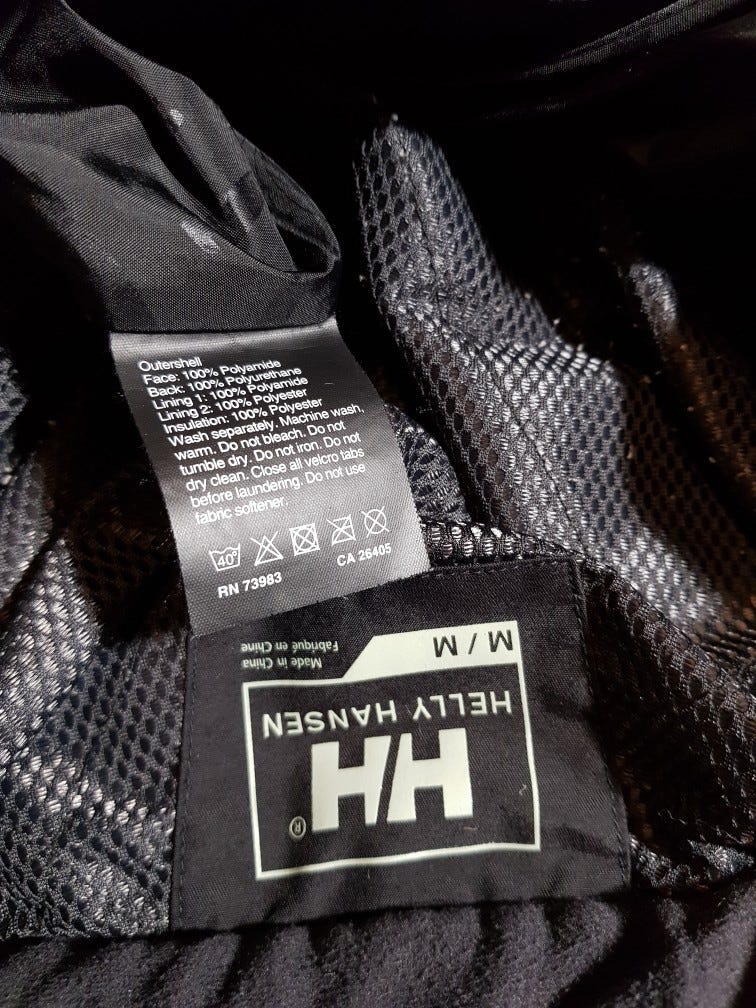 Outershell
Face: 100% Polyamide
Back: 100% Polyurethane
Lining 1: 100% Polyamide
Lining 2: 100% Polyester
Insulation: 100% Polyester
Wash separately. Machine wash,
warm. Do not bleach. Do not
tumble dry. Do not iron. Do not
dry clean. Close all velcro tabs
before laundering. Do not use
fabric softener.
40°
RN 73983 CA 26405
M / M
Made in China
Fabriqué en Chine
HELLY HANSEN
HH®